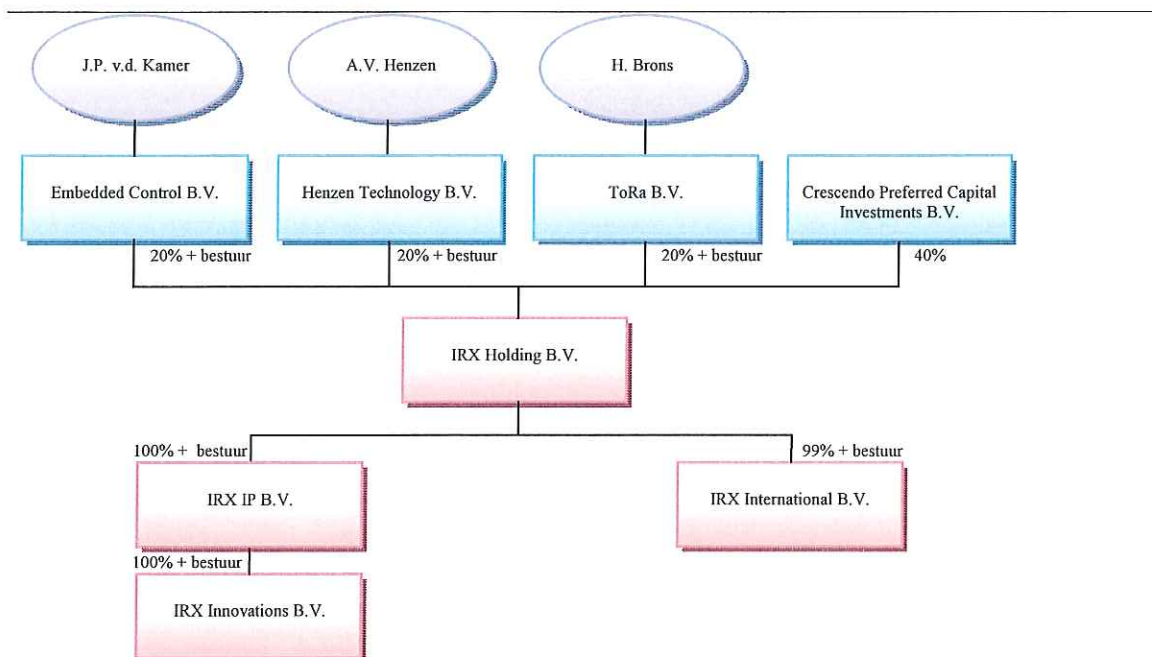 J.P. v.d. Kamer
A.V. Henzen
H. Brons
Embedded Control B.V.
Henzen Technology B.V.
ToRa B.V.
Crescendo Preferred Capital
Investments B.V.
20% + bestuur
20% + bestuur
20% + bestuur
40%
IRX Holding B.V.
100% + bestuur
99% + bestuur
IRX IP B.V.
IRX International B.V.
100% + bestuur
IRX Innovations B.V.